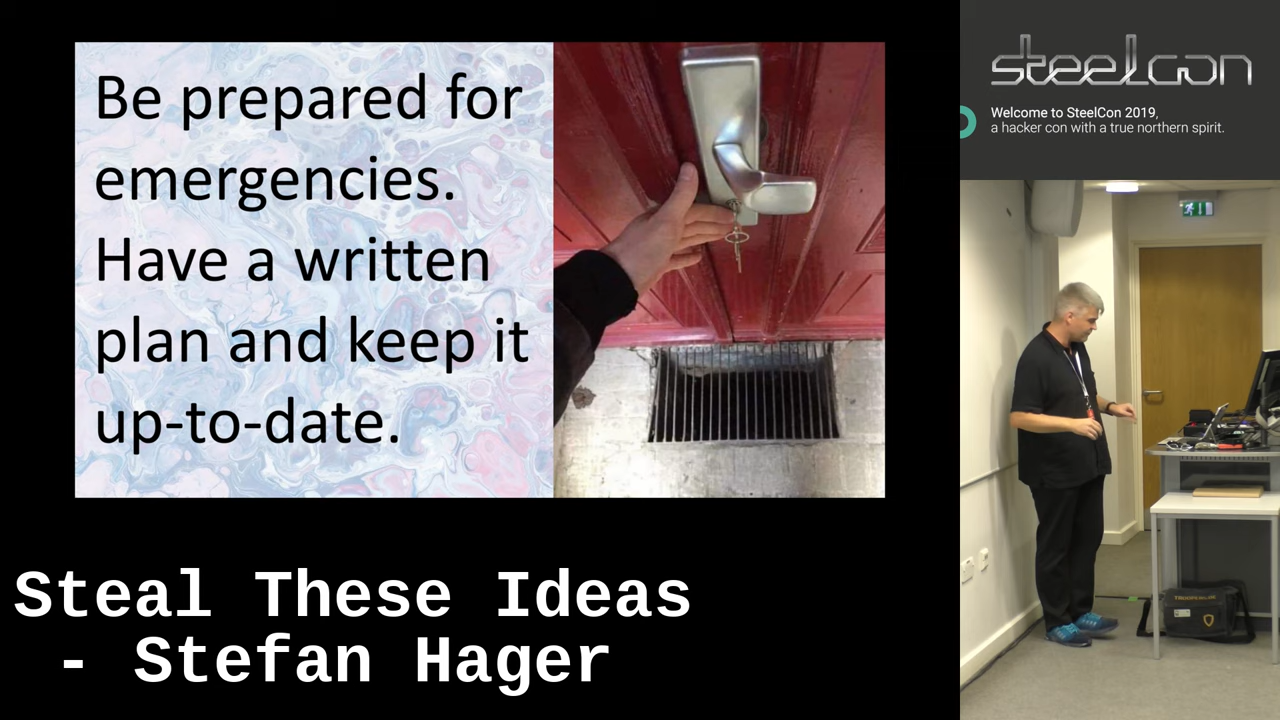 Be prepared for
emergencies.
Have a written
plan and keep it
up-to-date.
steelcon
Welcome to SteelCon 2019,
a hacker con with a true northern spirit.
Steal These Ideas
- Stefan Hager